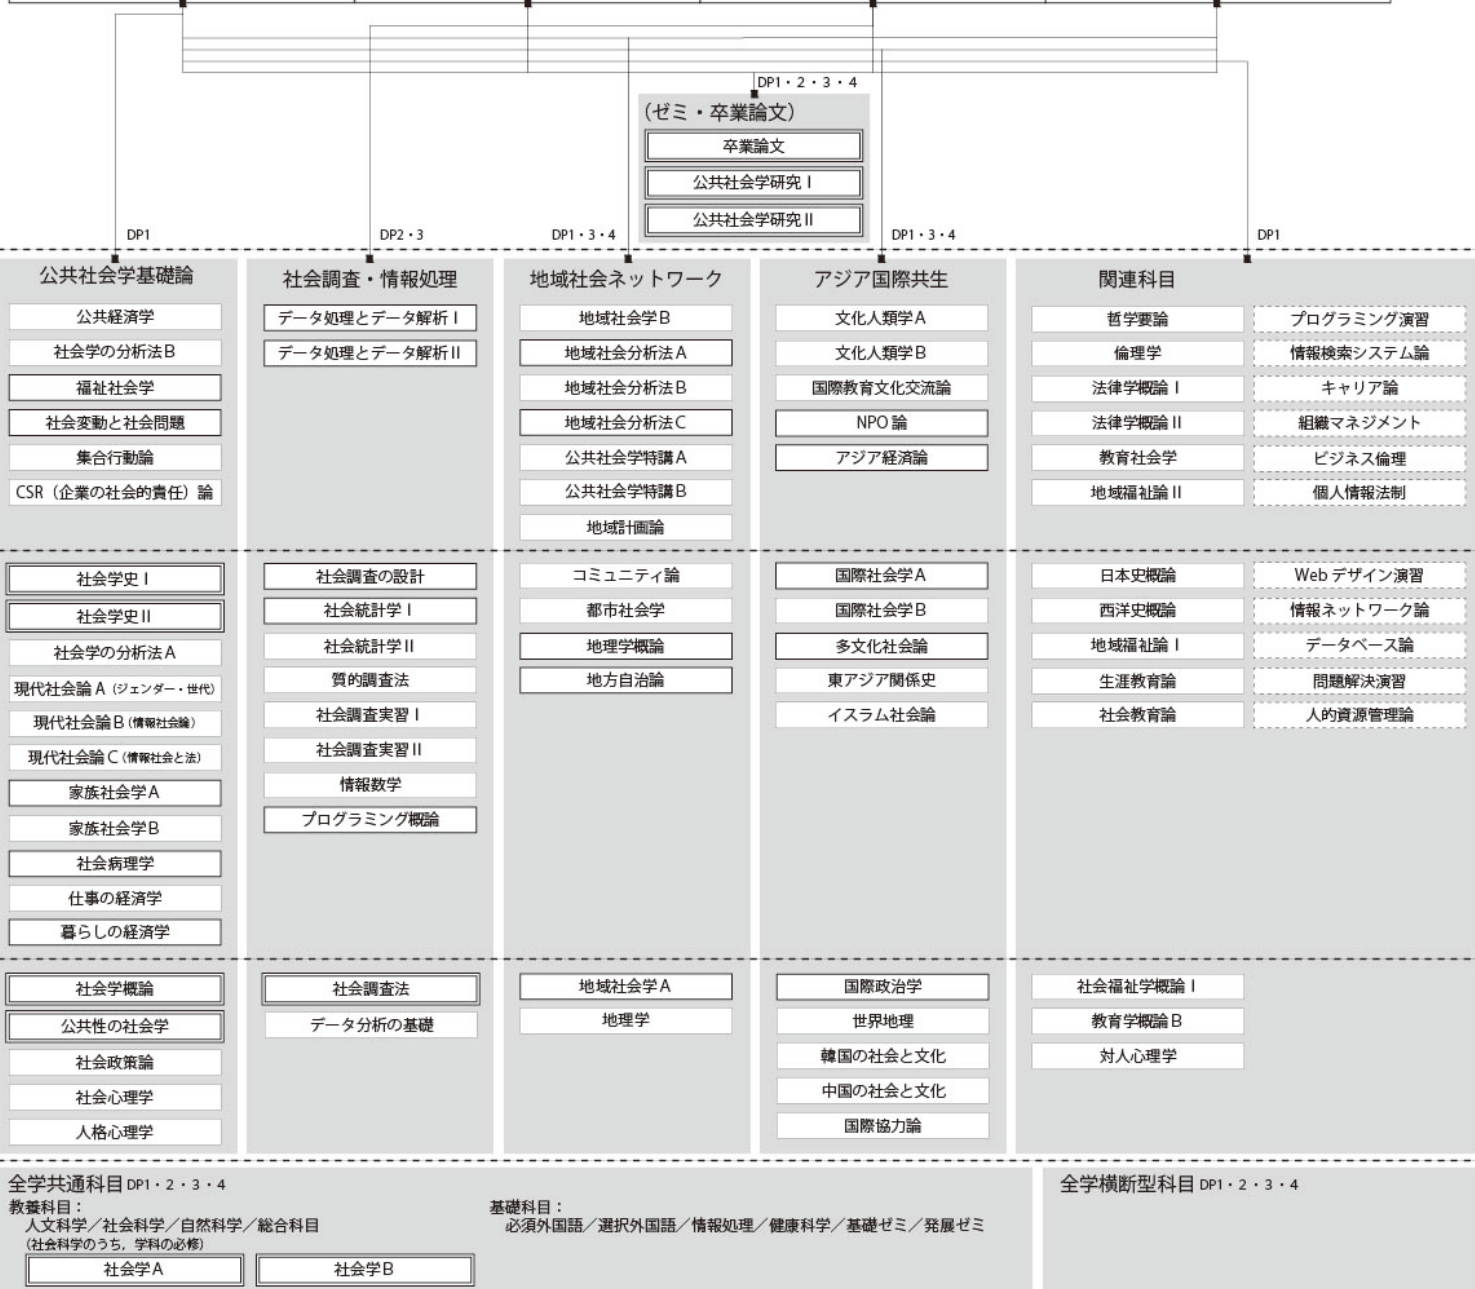 DP1・2・3・4
(ゼミ・卒業論文)
卒業論文
公共社会学研究Ⅰ
公共社会学研究Ⅱ
DP1
DP2・3
DP1・3・4
DP1・3・4
DP1
公共社会学基礎論
公共経済学
社会学の分析法B
福祉社会学
社会変動と社会問題
集合行動論
CSR（企業の社会的責任）論
社会学史Ⅰ
社会学史Ⅱ
社会学の分析法A
現代社会論A（ジェンダー・世代）
現代社会論B（情報社会論）
現代社会論C（情報社会と法）
家族社会学A
家族社会学B
社会病理学
仕事の経済学
暮らしの経済学
社会学概論
公共性の社会学
社会政策論
社会心理学
人格心理学
社会調査・情報処理
データ処理とデータ解析Ⅰ
データ処理とデータ解析Ⅱ
社会調査の設計
社会統計学Ⅰ
社会統計学Ⅱ
質的調査法
社会調査実習Ⅰ
社会調査実習Ⅱ
情報数学
プログラミング概論
社会調査法
データ分析の基礎
地域社会ネットワーク
地域社会学B
地域社会分析法A
地域社会分析法B
地域社会分析法C
公共社会学特講A
公共社会学特講B
地域計画論
コミュニティ論
都市社会学
地理学概論
地方自治論
地域社会学A
地理学
アジア国際共生
文化人類学A
文化人類学B
国際教育文化交流論
NPO論
アジア経済論
国際社会学A
国際社会学B
多文化社会論
東アジア関係史
イスラム社会論
国際政治学
世界地理
韓国の社会と文化
中国の社会と文化
国際協力論
関連科目
哲学要論
倫理学
法律学概論Ⅰ
法律学概論Ⅱ
教育社会学
地域福祉論Ⅱ
プログラミング演習
情報検索システム論
キャリア論
組織マネジメント
ビジネス倫理
個人情報法制
日本史概論
西洋史概論
地域福祉論Ⅰ
生涯教育論
社会教育論
Webデザイン演習
情報ネットワーク論
データベース論
問題解決演習
人的資源管理論
社会福祉学概論Ⅰ
教育学概論B
対人心理学
全学共通科目 DP1・2・3・4
教養科目：
人文科学／社会科学／自然科学／総合科目
（社会科学のうち，学科の必修）
社会学A
社会学B
基礎科目：
必須外国語／選択外国語／情報処理／健康科学／基礎ゼミ／発展ゼミ
全学横断型科目 DP1・2・3・4